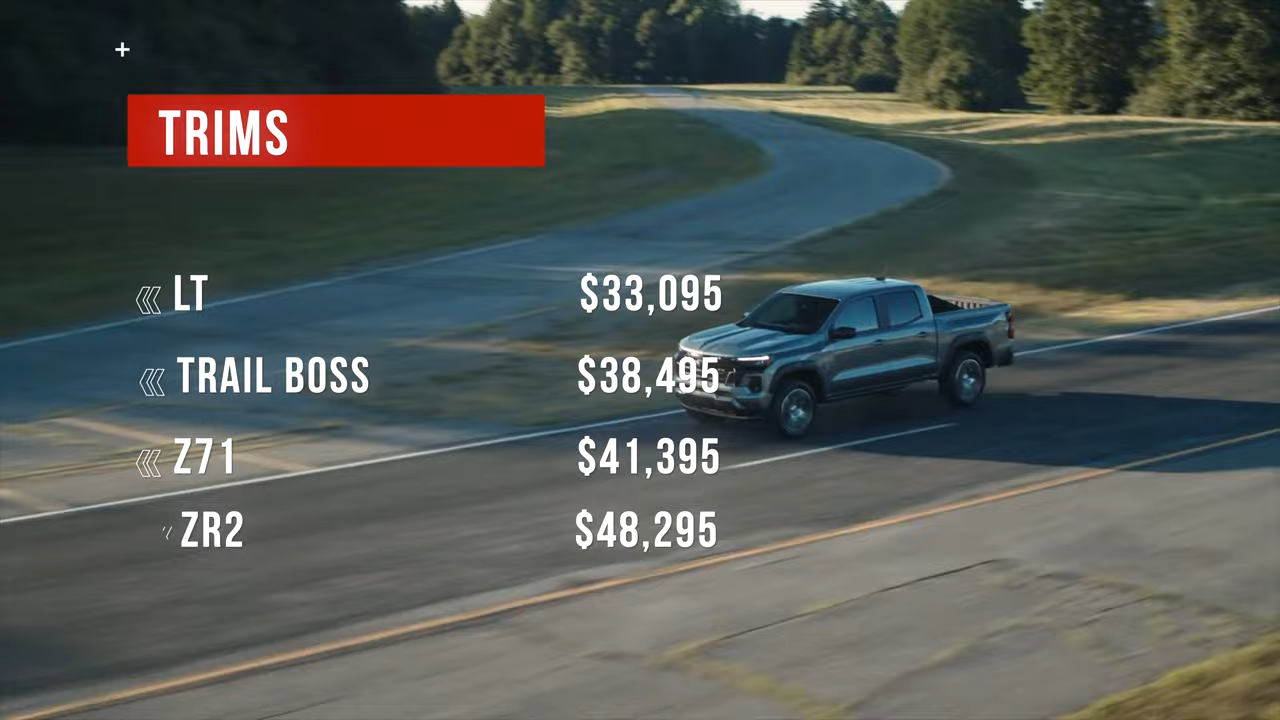 TRIMS
LT $33,095
TRAIL BOSS $38,495
Z71 $41,395
ZR2 $48,295